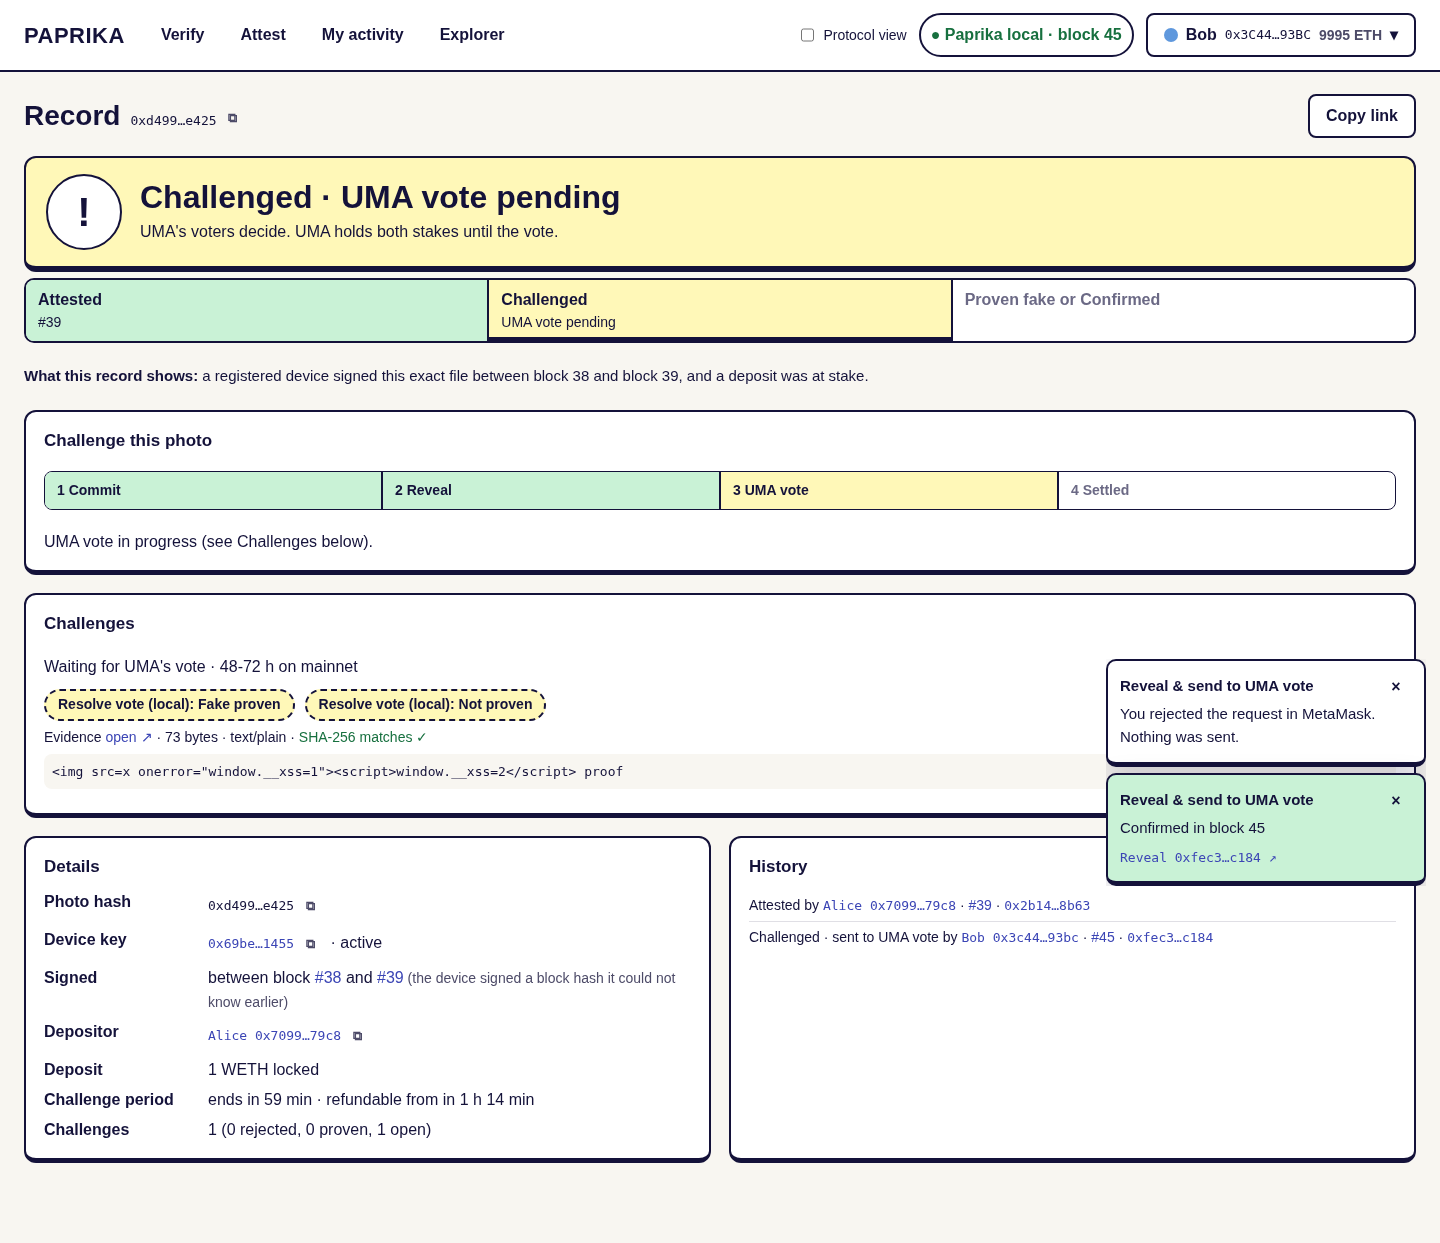 PAPRIKA Verify Attest My activity Explorer Protocol view ● Paprika local · block 45 Bob 0x3C44…93BC 9995 ETH ▼
Record 0xd499…e425 ⧉ Copy link
!
Challenged · UMA vote pending
UMA's voters decide. UMA holds both stakes until the vote.
Attested
#39
Challenged
UMA vote pending
Proven fake or Confirmed
What this record shows: a registered device signed this exact file between block 38 and block 39, and a deposit was at stake.
Challenge this photo
1 Commit 2 Reveal 3 UMA vote 4 Settled
UMA vote in progress (see Challenges below).
Challenges
Waiting for UMA's vote · 48-72 h on mainnet
Resolve vote (local): Fake proven Resolve vote (local): Not proven
Evidence open ↗ · 73 bytes · text/plain · SHA-256 matches ✓
<img src=x onerror="window.__xss=1"><script>window.__xss=2</script> proof
Reveal & send to UMA vote ×
You rejected the request in MetaMask.
Nothing was sent.
Reveal & send to UMA vote ×
Confirmed in block 45
Reveal 0xfec3…c184 ↗
Details
Photo hash 0xd499…e425 ⧉
Device key 0x69be…1455 ⧉ · active
Signed between block #38 and #39 (the device signed a block hash it could not
know earlier)
Depositor Alice 0x7099…79c8 ⧉
Deposit 1 WETH locked
Challenge period ends in 59 min · refundable from in 1 h 14 min
Challenges 1 (0 rejected, 0 proven, 1 open)
History
Attested by Alice 0x7099…79c8 · #39 · 0x2b14…8b63
Challenged · sent to UMA vote by Bob 0x3c44…93bc · #45 · 0xfec3…c184